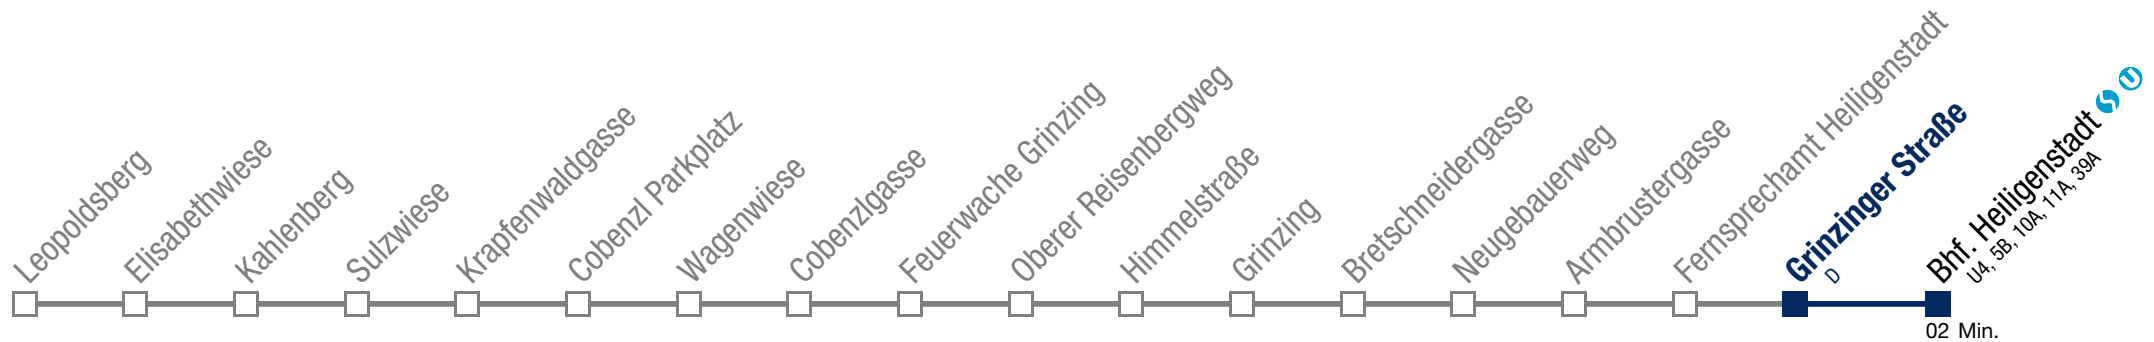 Leopoldsberg
Elisabethwiese
Kahlenberg
Sulzwiese
Krapfenwaldgasse
Cobenzl Parkplatz
Wagenwiese
Cobenzlgasse
Feuerwache Grinzing
Oberer Reisenbergweg
Himmelstraße
Grinzing
Bretschneidergasse
Neugebauerweg
Armbrustergasse
Fernsprechamt Heiligenstadt
Grinzinger Straße
D
Bhf. Heiligenstadt S U
U4, 5B, 10A, 11A, 39A
02 Min.